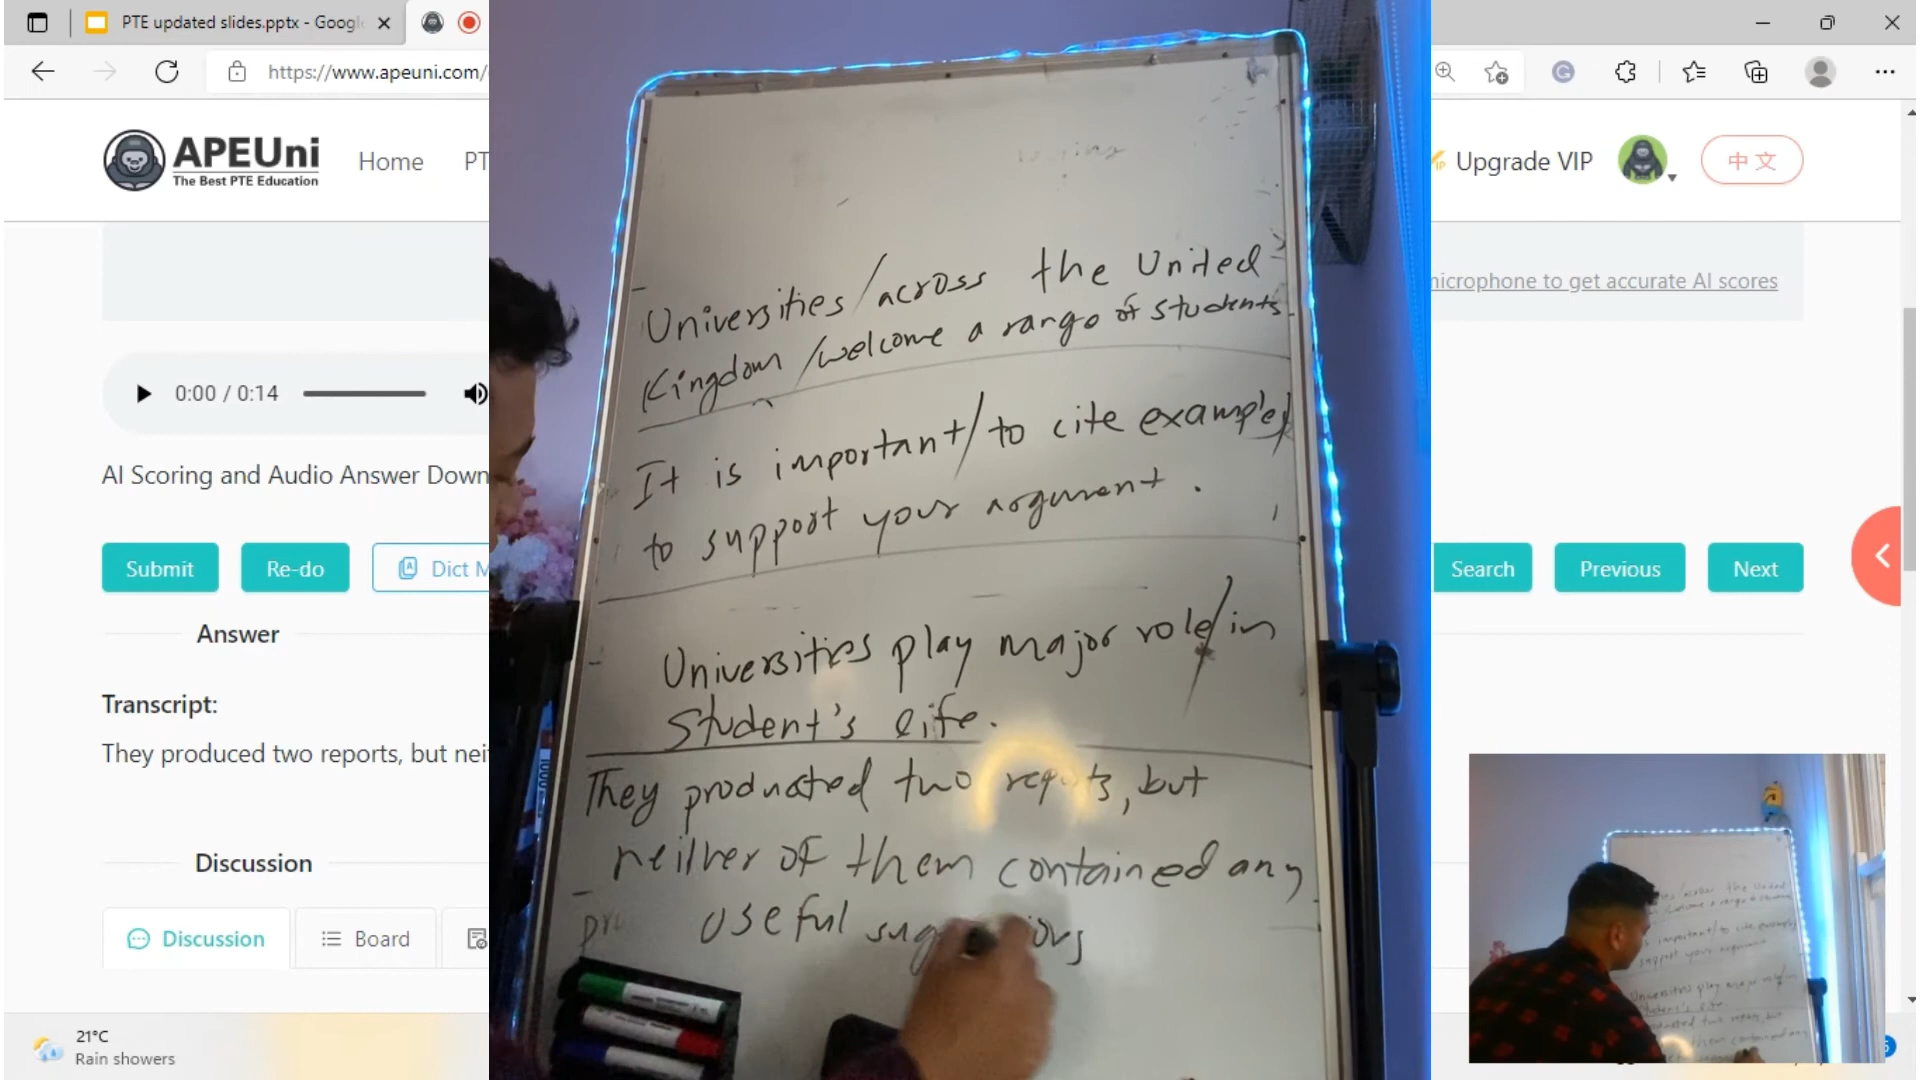 PTE updated slides.pptx - Google
https://www.apeuni.com/
APEUni
The Best PTE Education
Home
PT
Upgrade VIP
中文
microphone to get accurate AI scores
0:00 / 0:14
AI Scoring and Audio Answer Down
Submit
Re-do
Dict M
Search
Previous
Next
Answer
Transcript:
They produced two reports, but nei
Discussion
Discussion
Board
21°C
Rain showers
Universities/across the United
Kingdom/welcome a range of students.
It is important/to cite examples
to support your argument.
Universities play major role/in
Student's life.
They producted two reports, but
neither of them contained any
useful